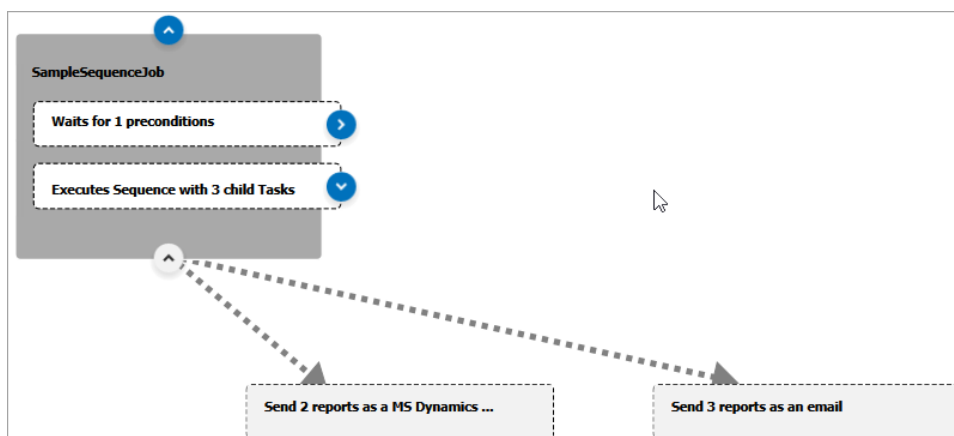 SampleSequenceJob
Waits for 1 preconditions
Executes Sequence with 3 child Tasks
Send 2 reports as a MS Dynamics ...
Send 3 reports as an email